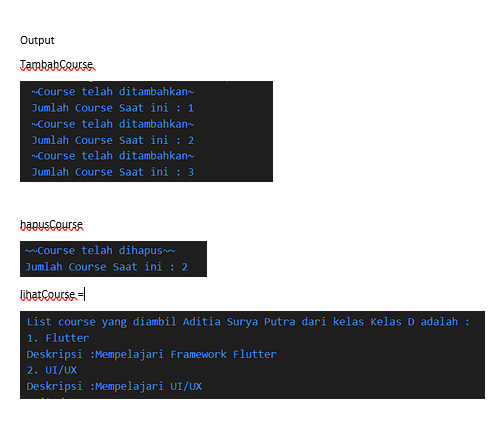 Output
TambahCourse
~Course telah ditambahkan~
Jumlah Course Saat ini : 1
~Course telah ditambahkan~
Jumlah Course Saat ini : 2
~Course telah ditambahkan~
Jumlah Course Saat ini : 3
hapusCourse
~~Course telah dihapus~~
Jumlah Course Saat ini : 2
lihatCourse =
List course yang diambil Aditia Surya Putra dari kelas Kelas D adalah :
1. Flutter
Deskripsi :Mempelajari Framework Flutter
2. UI/UX
Deskripsi :Mempelajari UI/UX